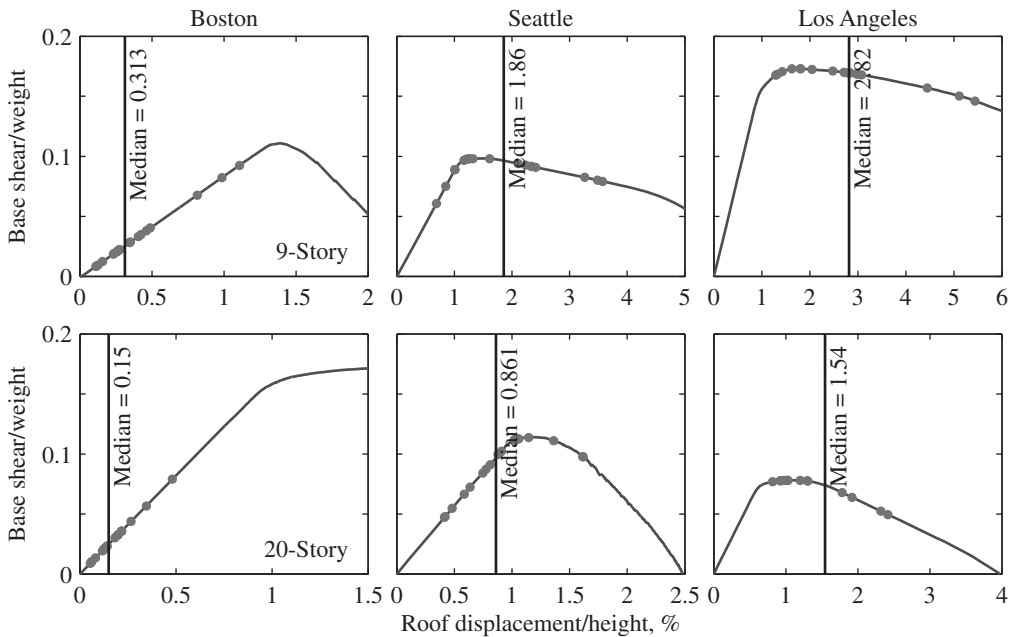 Boston
Seattle
Los Angeles
Base shear/weight
0.2
0.1
0
Median = 0.313
9-Story
0
0.5
1
1.5
2
Median = 1.86
0
1
2
3
4
5
Median = 2.82
0
1
2
3
4
5
6
Base shear/weight
0.2
0.1
0
Median = 0.15
20-Story
0
0.5
1
1.5
Median = 0.861
0
0.5
1
1.5
2
2.5
Median = 1.54
0
1
2
3
4
Roof displacement/height, %